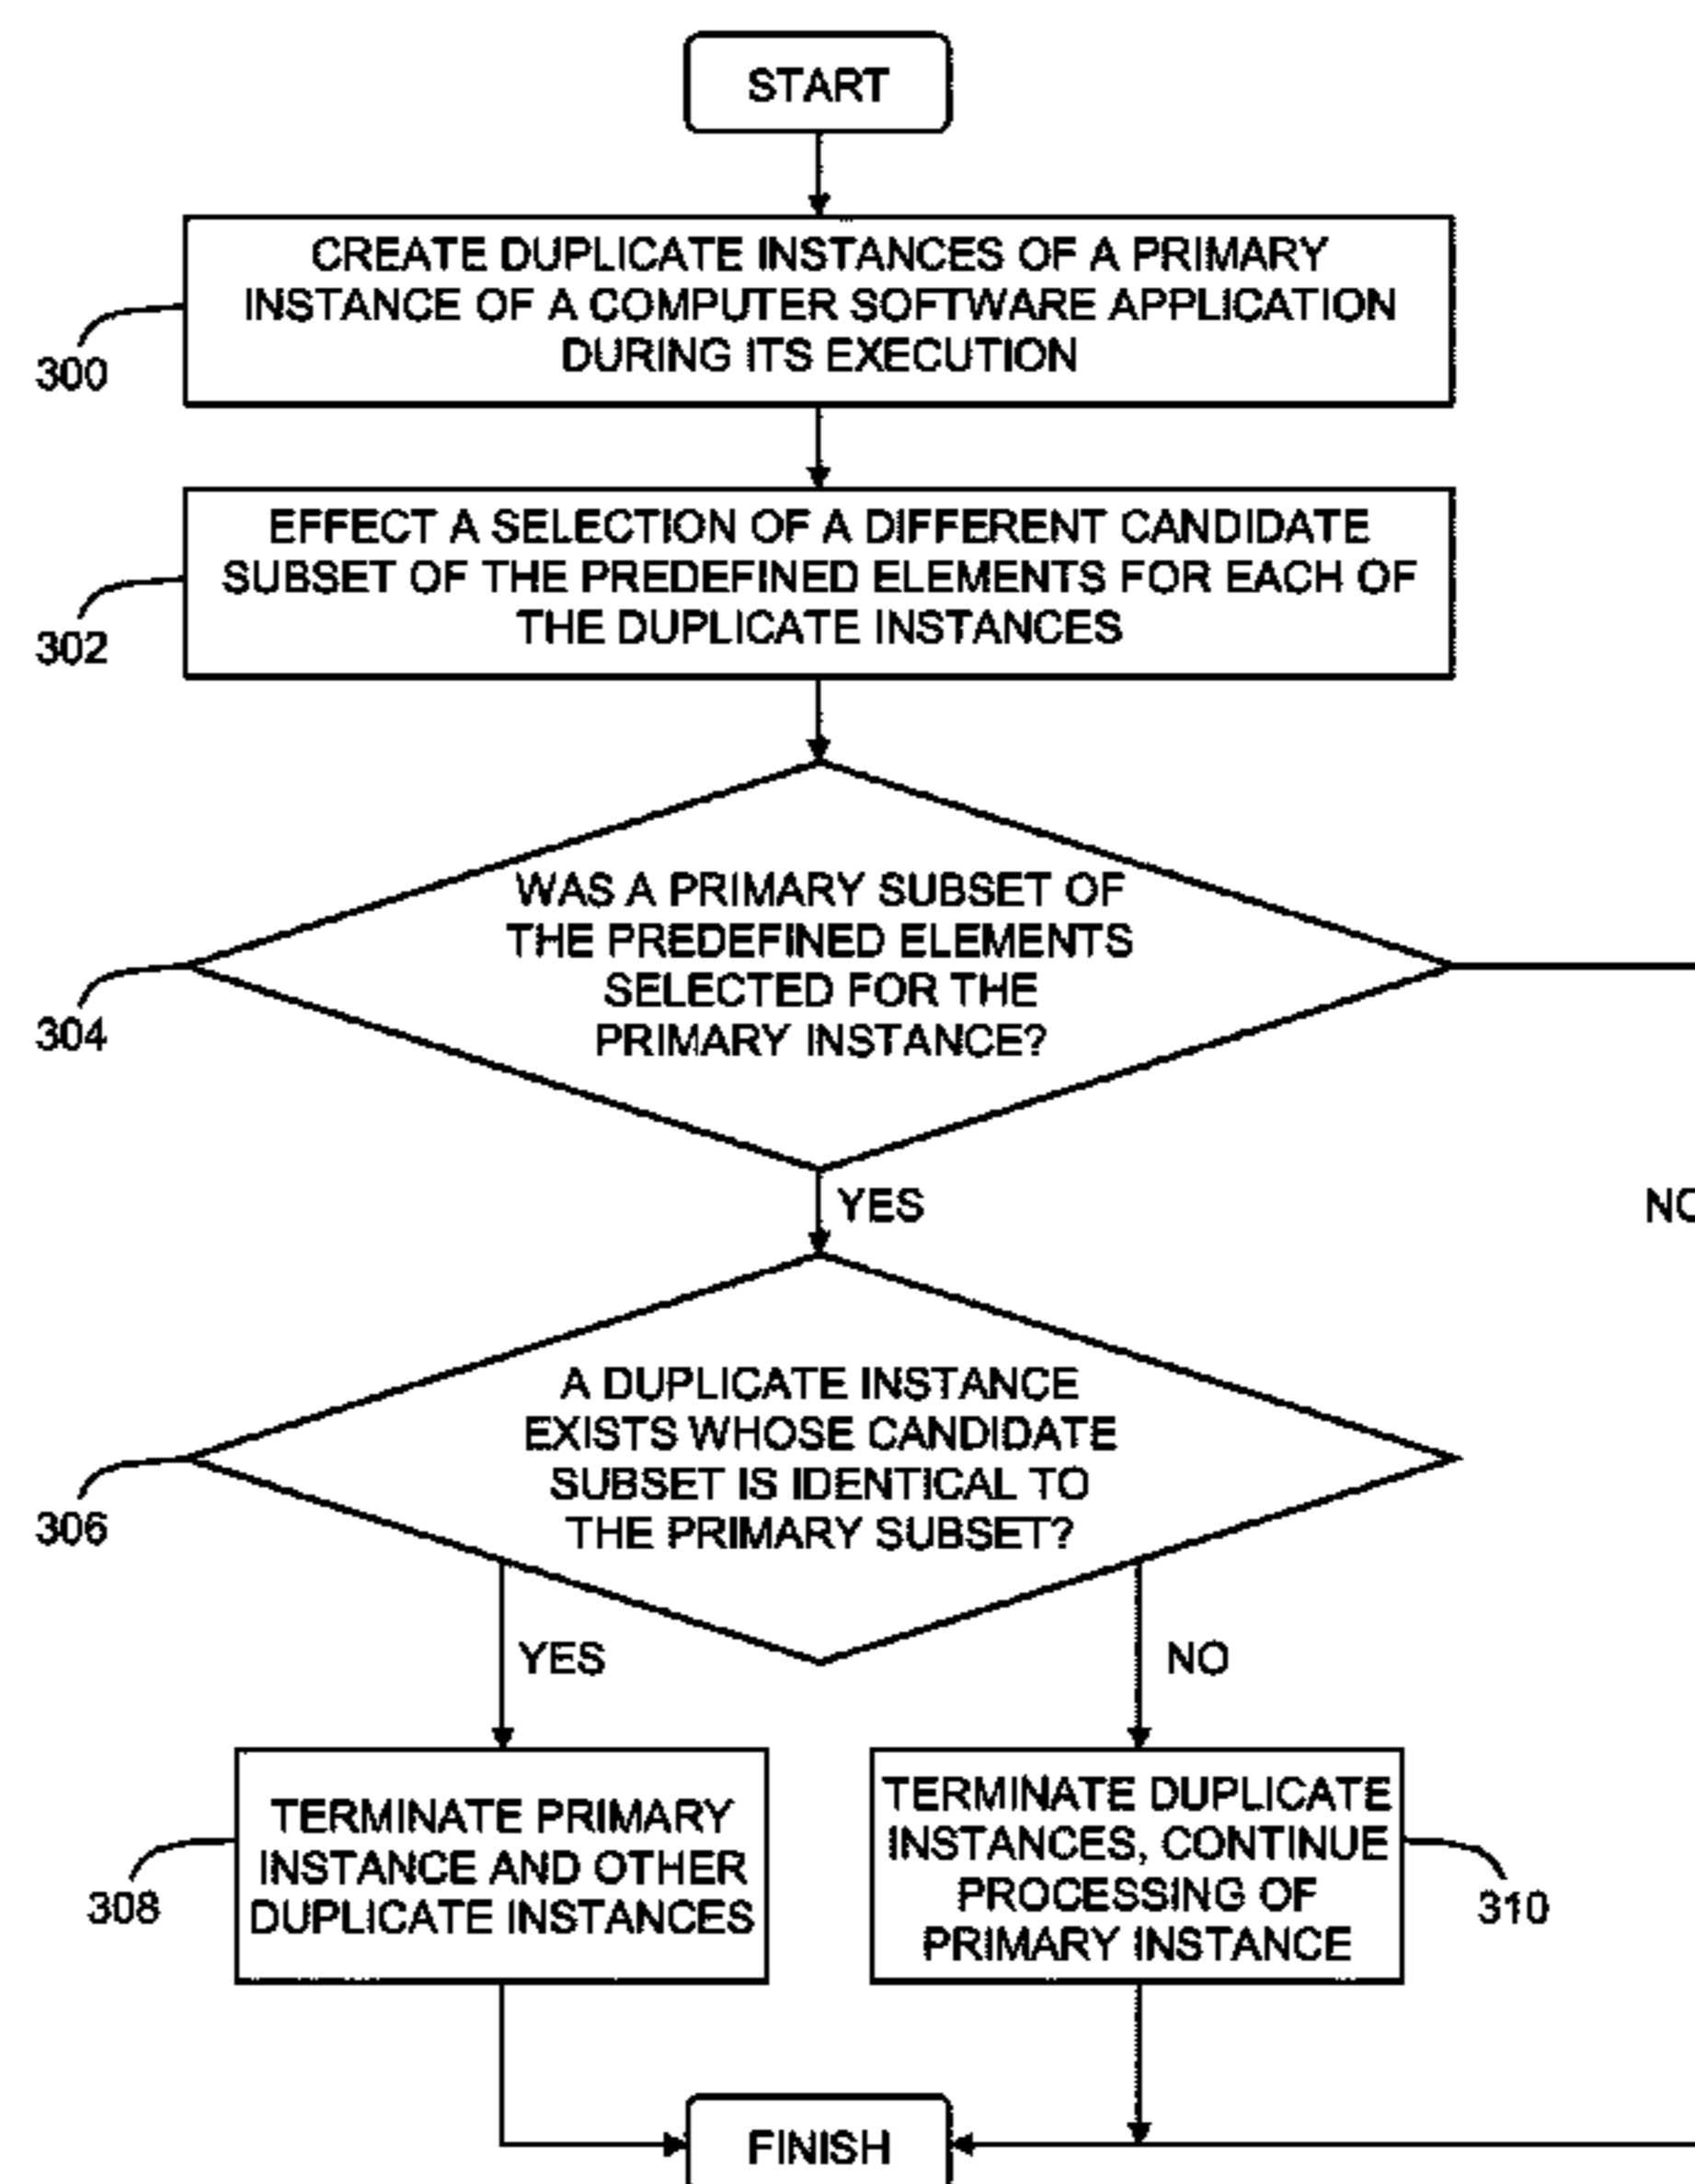 START
CREATE DUPLICATE INSTANCES OF A PRIMARY
INSTANCE OF A COMPUTER SOFTWARE APPLICATION
DURING ITS EXECUTION
300
EFFECT A SELECTION OF A DIFFERENT CANDIDATE
SUBSET OF THE PREDEFINED ELEMENTS FOR EACH OF
THE DUPLICATE INSTANCES
302
WAS A PRIMARY SUBSET OF
THE PREDEFINED ELEMENTS
SELECTED FOR THE
PRIMARY INSTANCE?
304
YES
NO
A DUPLICATE INSTANCE
EXISTS WHOSE CANDIDATE
SUBSET IS IDENTICAL TO
THE PRIMARY SUBSET?
306
YES
NO
TERMINATE PRIMARY
INSTANCE AND OTHER
DUPLICATE INSTANCES
308
TERMINATE DUPLICATE
INSTANCES, CONTINUE
PROCESSING OF
PRIMARY INSTANCE
310
FINISH